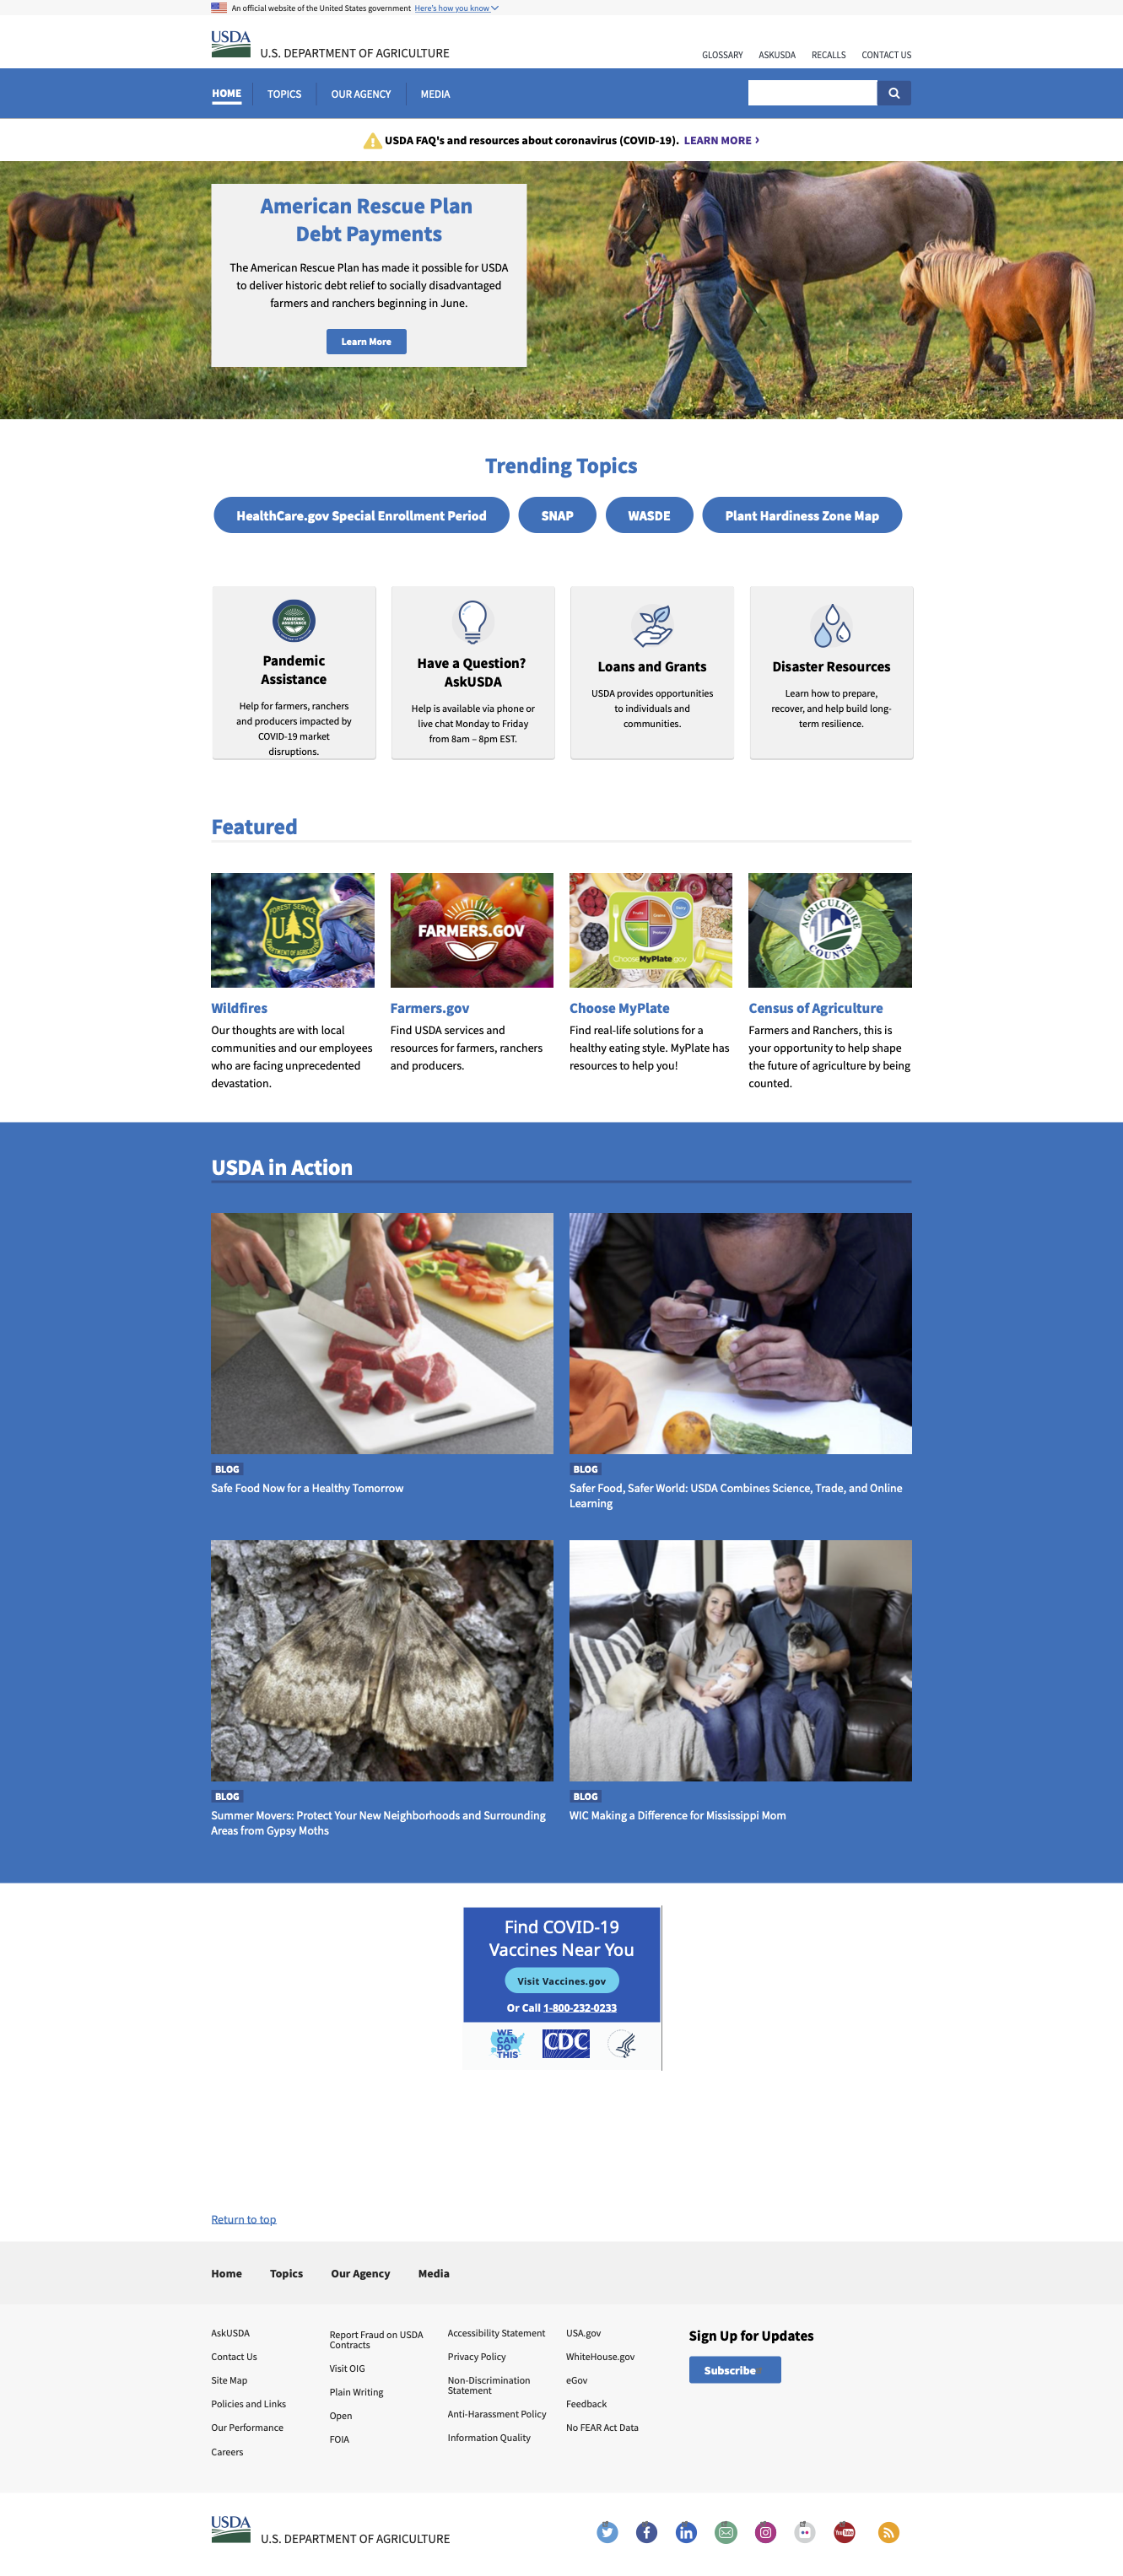 An official website of the United States government Here's how you know
USDA
U.S. DEPARTMENT OF AGRICULTURE
GLOSSARY ASKUSDA RECALLS CONTACT US
HOME TOPICS OUR AGENCY MEDIA
USDA FAQ's and resources about coronavirus (COVID-19). LEARN MORE ›
American Rescue Plan
Debt Payments
The American Rescue Plan has made it possible for USDA
to deliver historic debt relief to socially disadvantaged
farmers and ranchers beginning in June.
Learn More
Trending Topics
HealthCare.gov Special Enrollment Period SNAP WASDE Plant Hardiness Zone Map
PANDEMIC
ASSISTANCE
Pandemic
Assistance
Help for farmers, ranchers
and producers impacted by
COVID-19 market
disruptions.
Have a Question?
AskUSDA
Help is available via phone or
live chat Monday to Friday
from 8am – 8pm EST.
Loans and Grants
USDA provides opportunities
to individuals and
communities.
Disaster Resources
Learn how to prepare,
recover, and help build long-
term resilience.
Featured
FOREST SERVICE
U S
DEPARTMENT OF AGRICULTURE
FARMERS.GOV
Fruits
Grains
Dairy
Vegetables
Protein
ChooseMyPlate.gov
AGRICULTURE
COUNTS
Wildfires
Our thoughts are with local
communities and our employees
who are facing unprecedented
devastation.
Farmers.gov
Find USDA services and
resources for farmers, ranchers
and producers.
Choose MyPlate
Find real-life solutions for a
healthy eating style. MyPlate has
resources to help you!
Census of Agriculture
Farmers and Ranchers, this is
your opportunity to help shape
the future of agriculture by being
counted.
USDA in Action
BLOG
Safe Food Now for a Healthy Tomorrow
BLOG
Safer Food, Safer World: USDA Combines Science, Trade, and Online
Learning
BLOG
Summer Movers: Protect Your New Neighborhoods and Surrounding
Areas from Gypsy Moths
BLOG
WIC Making a Difference for Mississippi Mom
Find COVID-19
Vaccines Near You
Visit Vaccines.gov
Or Call 1-800-232-0233
WE
CAN DO
THIS
CDC
Return to top
Home Topics Our Agency Media
AskUSDA
Contact Us
Site Map
Policies and Links
Our Performance
Careers
Report Fraud on USDA
Contracts
Visit OIG
Plain Writing
Open
FOIA
Accessibility Statement
Privacy Policy
Non-Discrimination
Statement
Anti-Harassment Policy
Information Quality
USA.gov
WhiteHouse.gov
eGov
Feedback
No FEAR Act Data
Sign Up for Updates
Subscribe
USDA
U.S. DEPARTMENT OF AGRICULTURE
in
YouTube